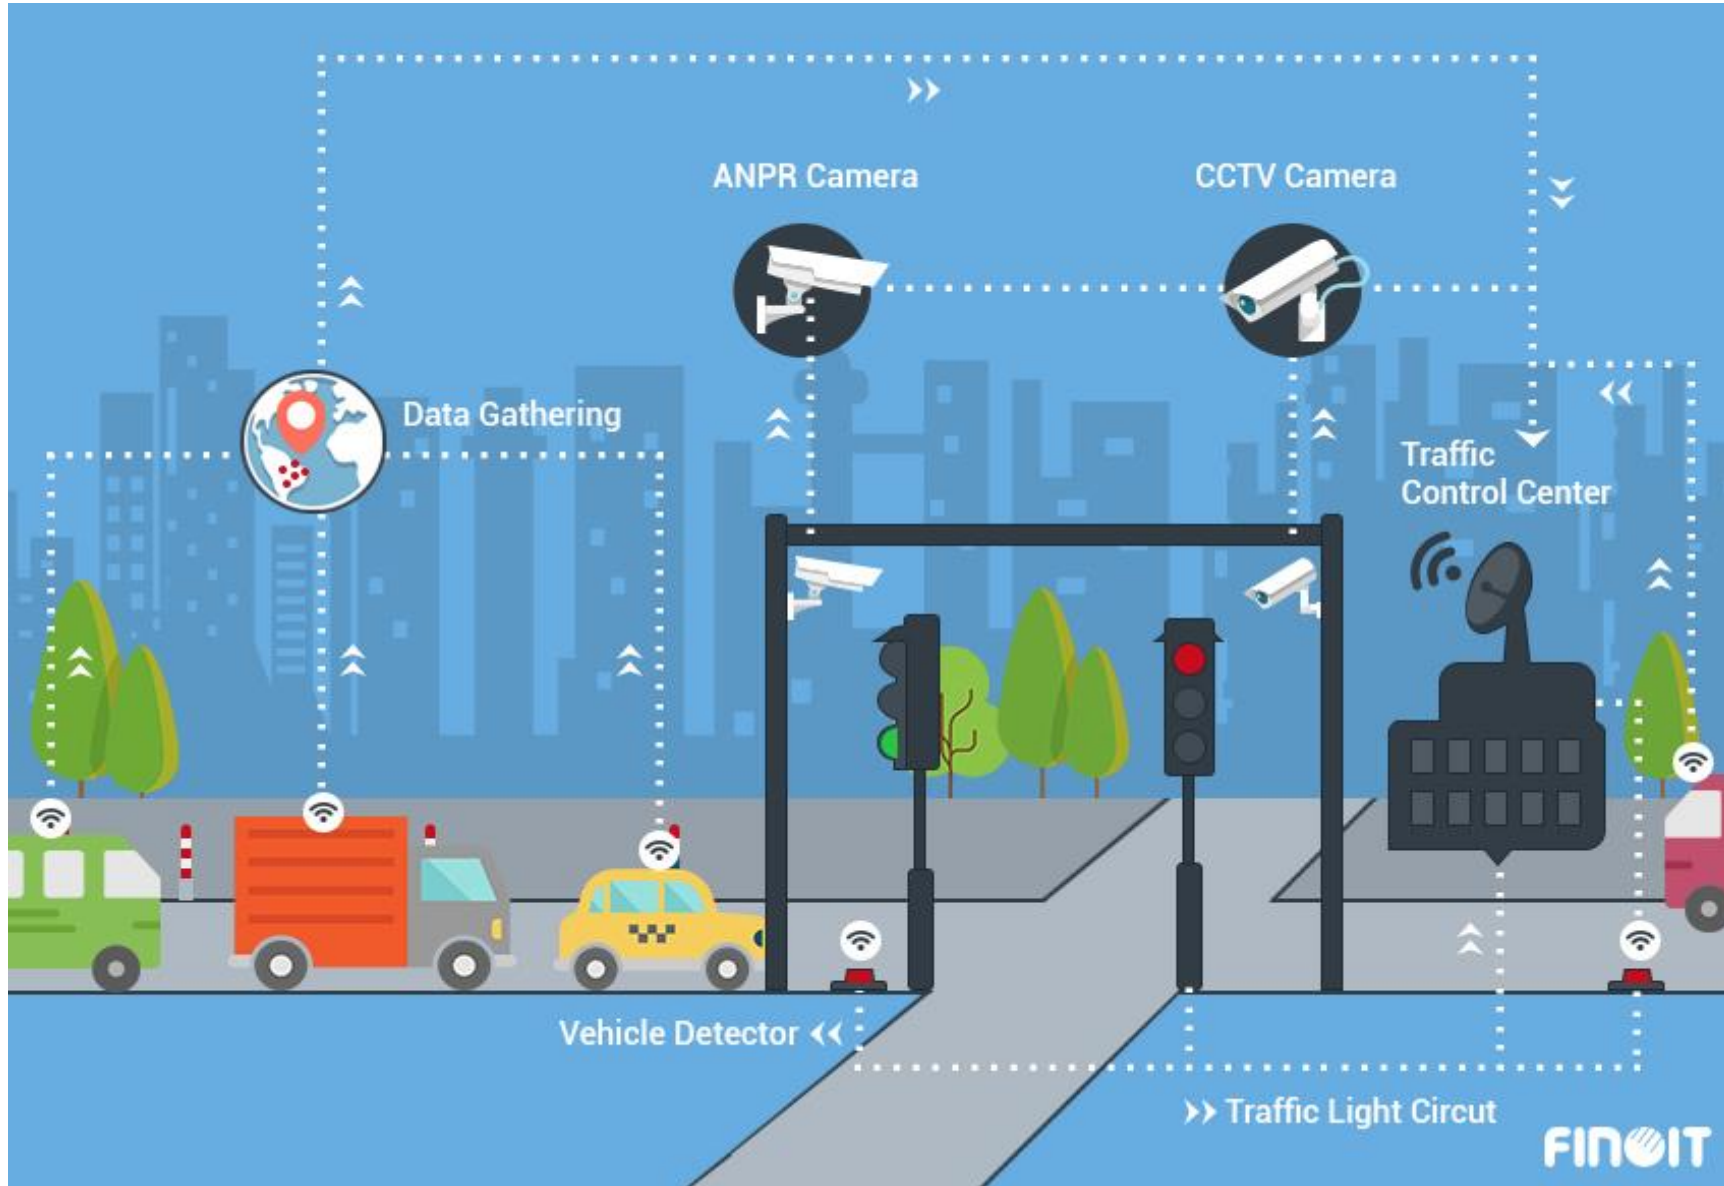 ANPR Camera
CCTV Camera
Data Gathering
Traffic
Control Center
Vehicle Detector
Traffic Light Circut
FINOIT